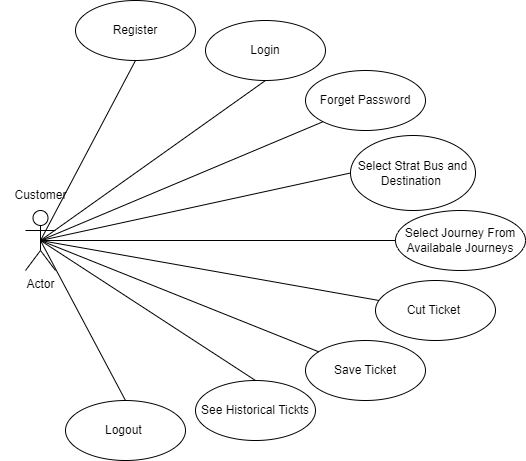 Register
Login
Forget Password
Select Strat Bus and
Destination
Customer
Select Journey From
Availabale Journeys
Actor
Cut Ticket
Save Ticket
See Historical Tickts
Logout